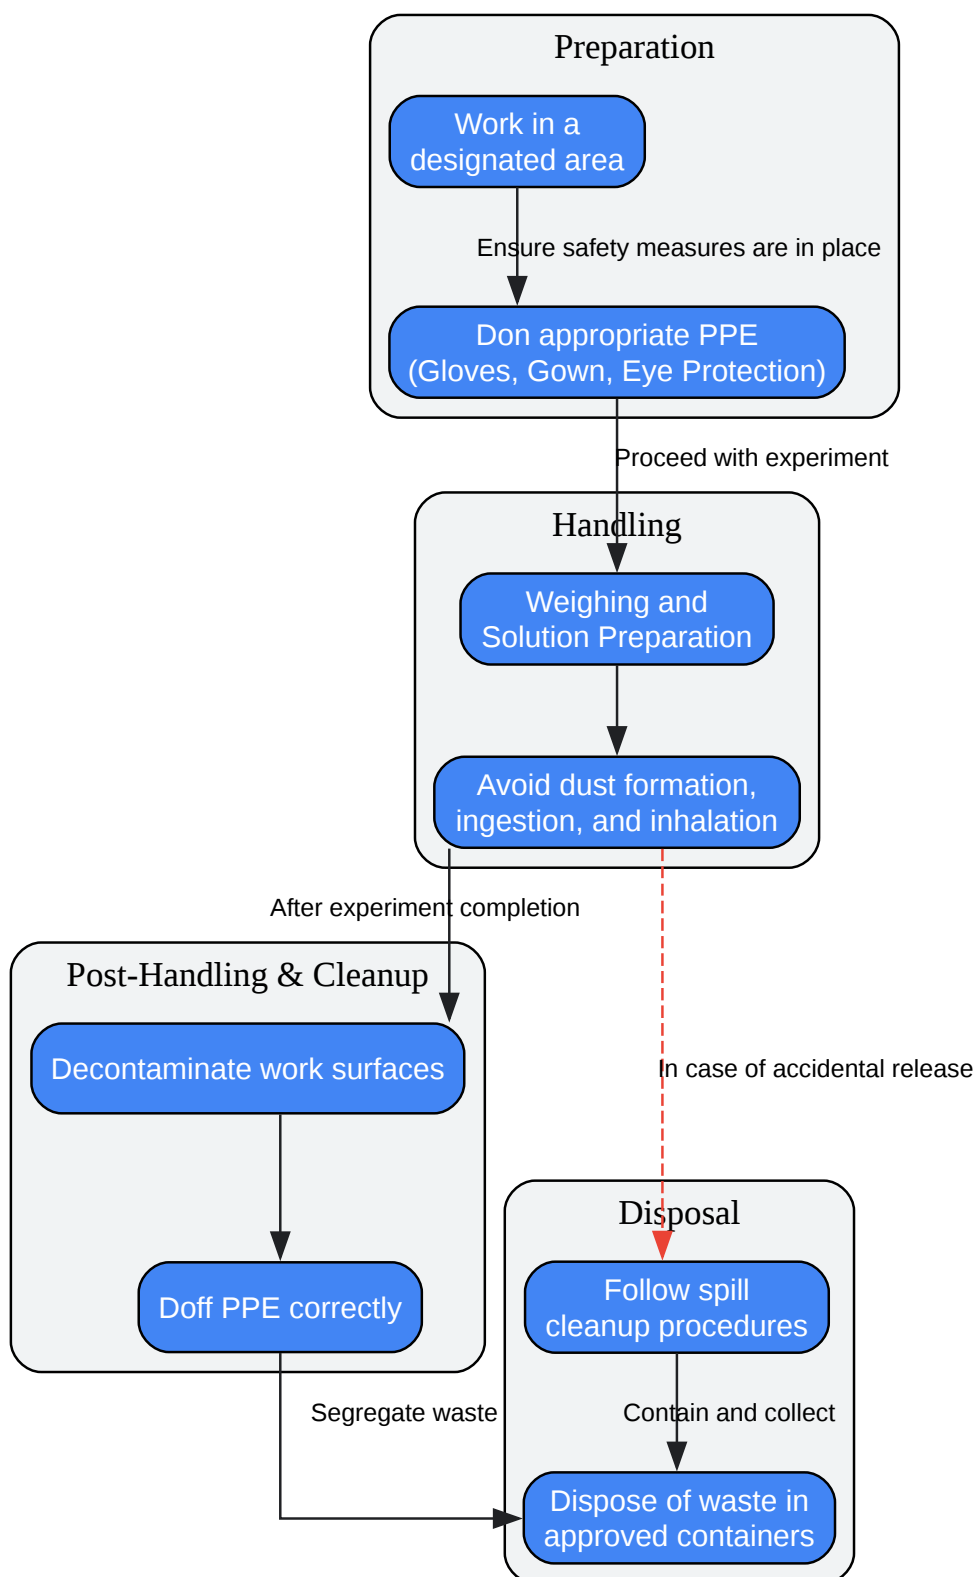 Preparation
Work in a
designated area
Ensure safety measures are in place
Don appropriate PPE
(Gloves, Gown, Eye Protection)
Proceed with experiment
Handling
Weighing and
Solution Preparation
Avoid dust formation,
ingestion, and inhalation
After experiment completion
Post-Handling & Cleanup
Decontaminate work surfaces
In case of accidental release
Doff PPE correctly
Disposal
Follow spill
cleanup procedures
Segregate waste
Contain and collect
Dispose of waste in
approved containers